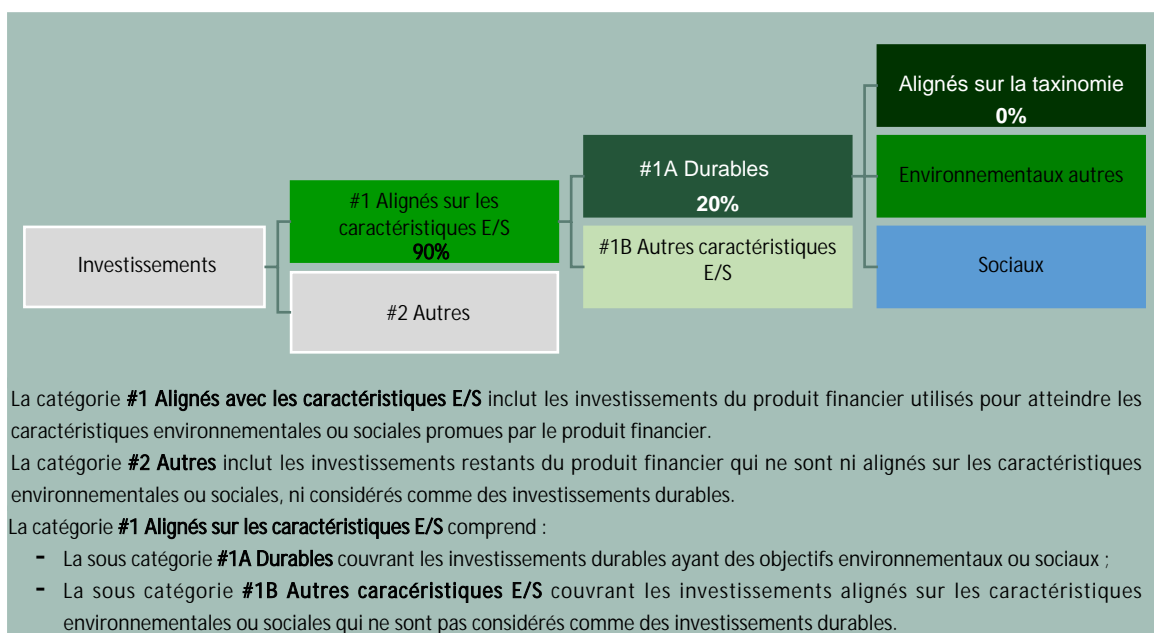 Alignés sur la taxinomie
0%
#1A Durables
20%
Environnementaux autres
#1 Alignés sur les
caractéristiques E/S
90%
#1B Autres caractéristiques
E/S
Investissements
Sociaux
#2 Autres
La catégorie #1 Alignés avec les caractéristiques E/S inclut les investissements du produit financier utilisés pour atteindre les
caractéristiques environnementales ou sociales promues par le produit financier.
La catégorie #2 Autres inclut les investissements restants du produit financier qui ne sont ni alignés sur les caractéristiques
environnementales ou sociales, ni considérés comme des investissements durables.
La catégorie #1 Alignés sur les caractéristiques E/S comprend :
- La sous catégorie #1A Durables couvrant les investissements durables ayant des objectifs environnementaux ou sociaux ;
- La sous catégorie #1B Autres caracéristiques E/S couvrant les investissements alignés sur les caractéristiques
environnementales ou sociales qui ne sont pas considérés comme des investissements durables.